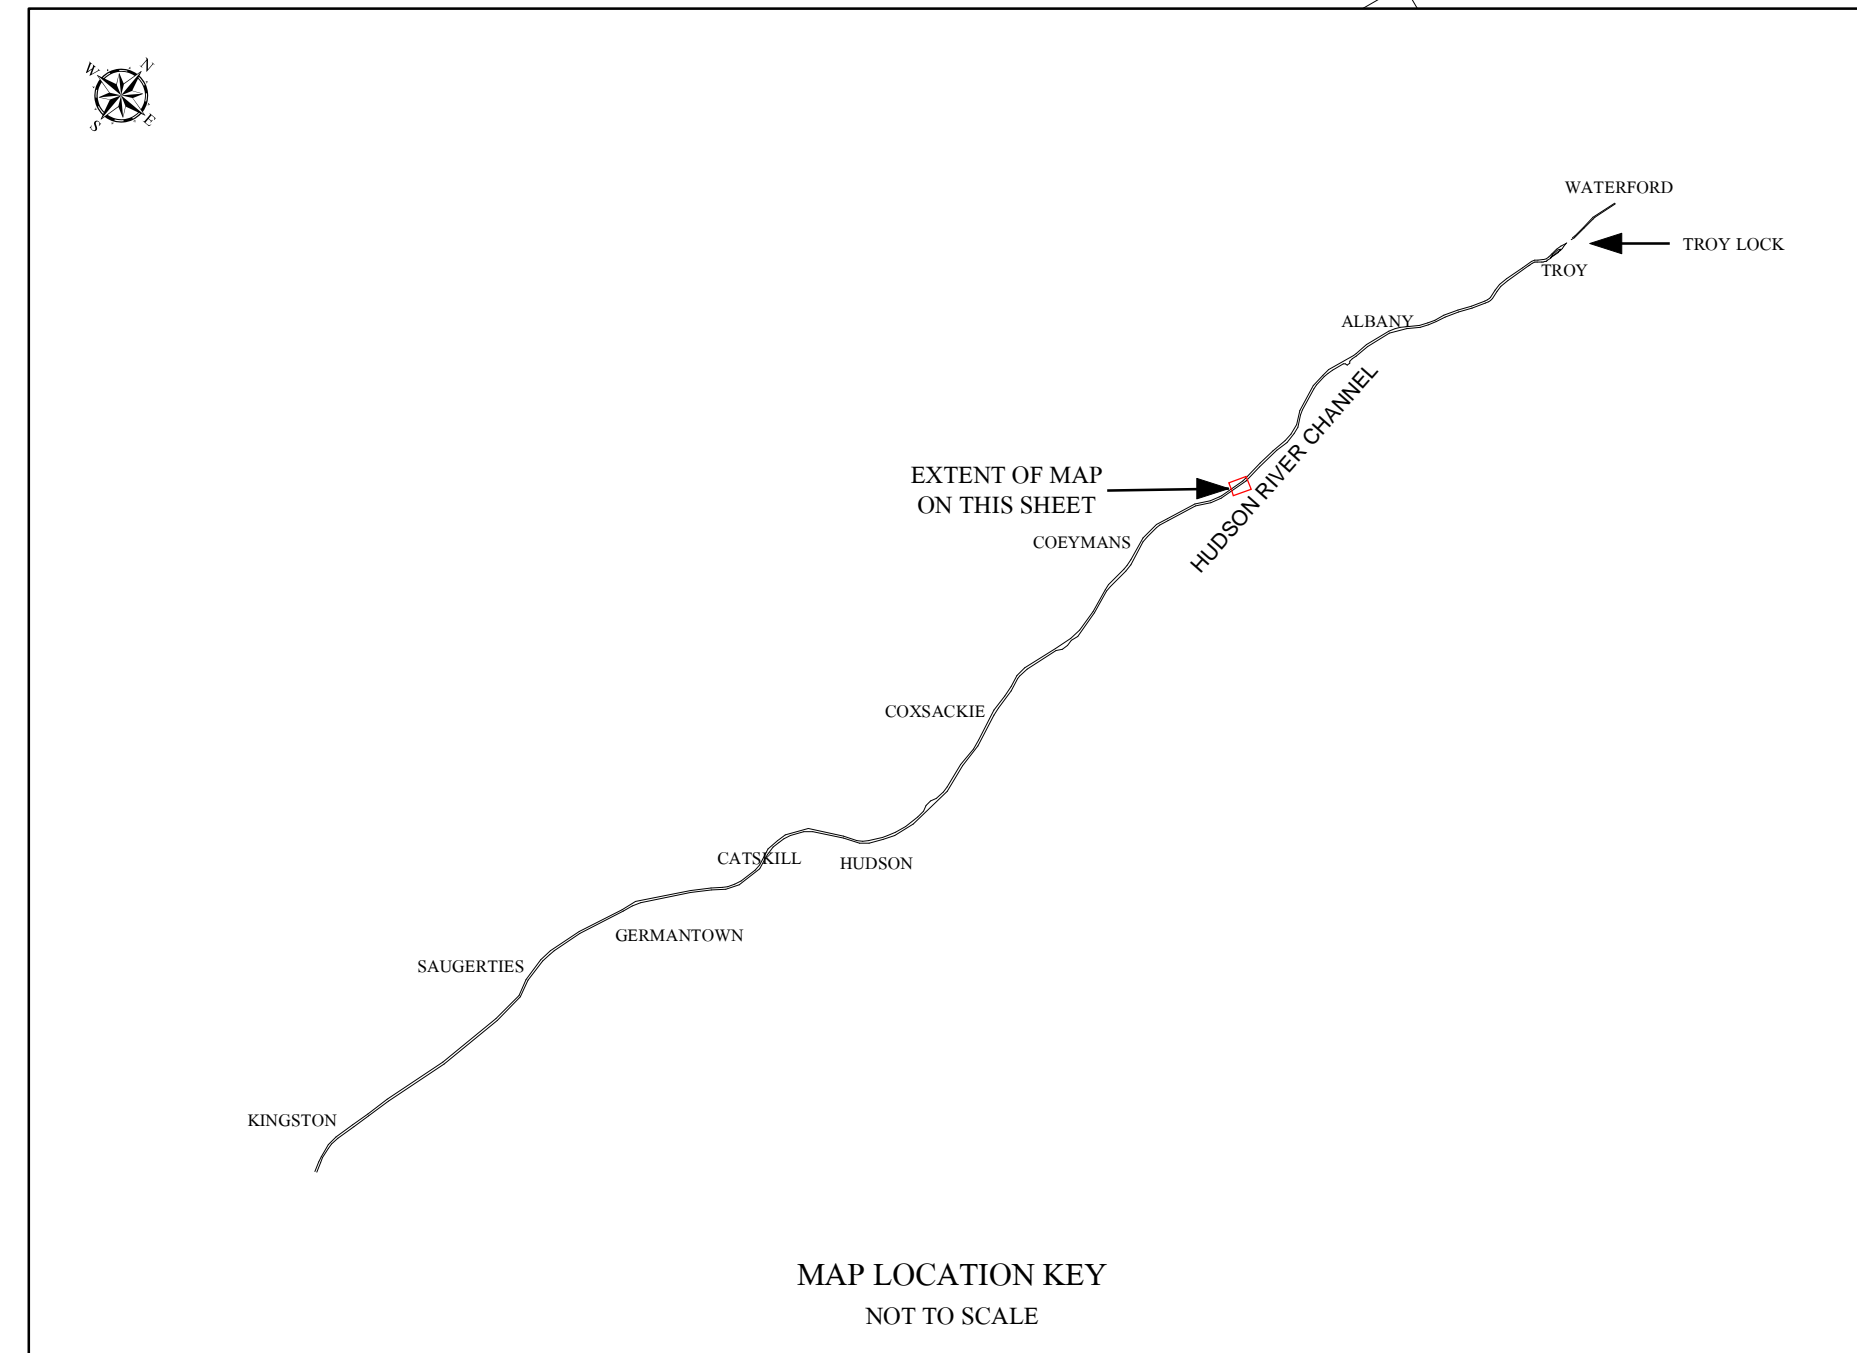 W N
S E
WATERFORD
TROY LOCK
TROY
ALBANY
HUDSON RIVER CHANNEL
EXTENT OF MAP
ON THIS SHEET
COEYMANS
COXSACKIE
CATSKILL
HUDSON
GERMANTOWN
SAUGERTIES
KINGSTON
MAP LOCATION KEY
NOT TO SCALE